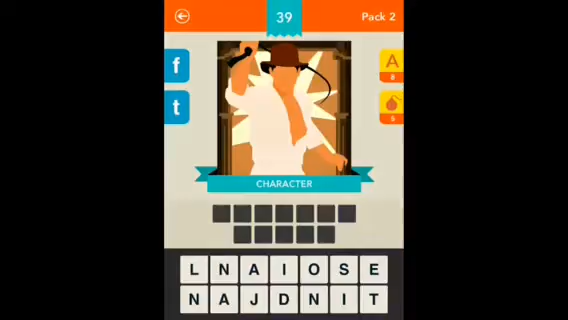 39
Pack 2
f
A
8
t
5
CHARACTER
L N A I O S E
N A J D N I T